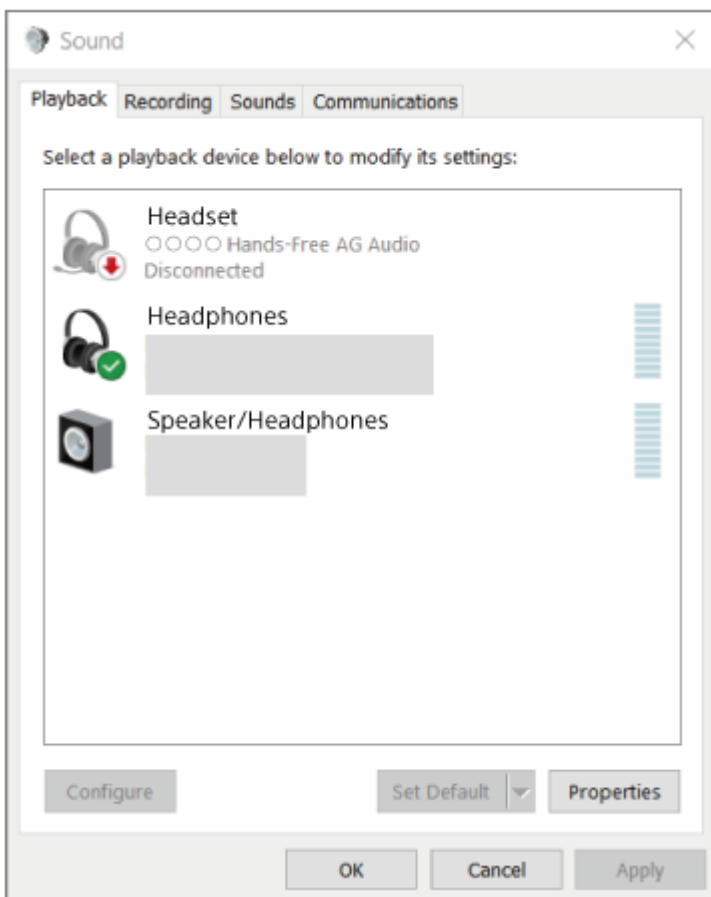 Sound
Playback Recording Sounds Communications
Select a playback device below to modify its settings:
Headset
○○○○ Hands-Free AG Audio
Disconnected
Headphones
Speaker/Headphones
Configure Set Default Properties
OK Cancel Apply